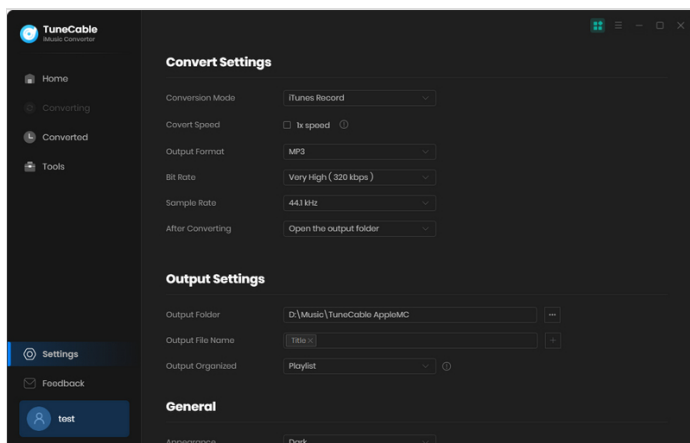 TuneCable
iMusic Converter
Home
Converting
Converted
Tools
Settings
Feedback
test
Convert Settings
Conversion Mode iTunes Record
Covert Speed 1x speed
Output Format MP3
Bit Rate Very High ( 320 kbps )
Sample Rate 44.1 kHz
After Converting Open the output folder
Output Settings
Output Folder D:\Music\TuneCable AppleMC ...
Output File Name Title × +
Output Organized Playlist
General
Appearance Dark